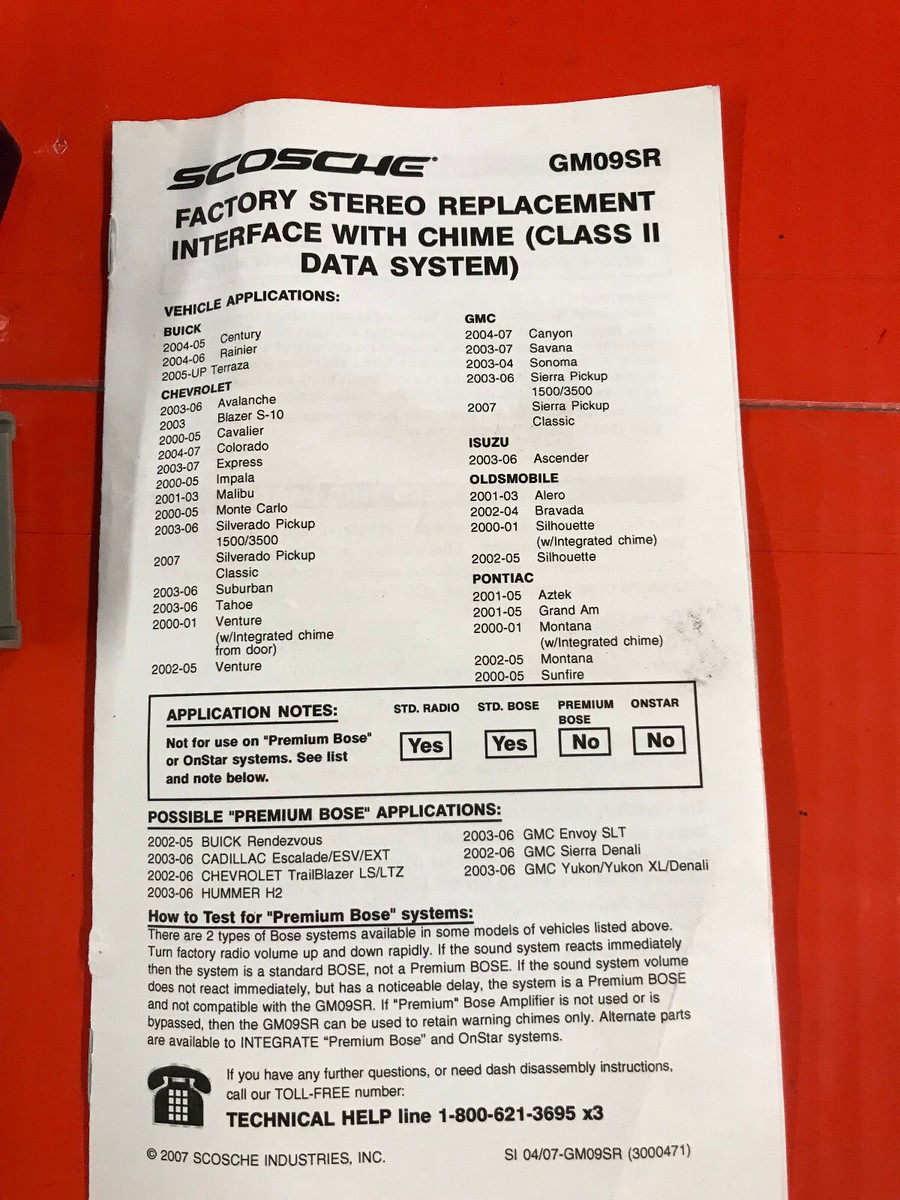 SCOSCHE GM09SR
FACTORY STEREO REPLACEMENT
INTERFACE WITH CHIME (CLASS II
DATA SYSTEM)
VEHICLE APPLICATIONS:
BUICK
2004-05 Century
2004-06 Rainier
2005-UP Terraza
CHEVROLET
2003-06 Avalanche
2003 Blazer S-10
2000-05 Cavalier
2004-07 Colorado
2003-07 Express
2000-05 Impala
2001-03 Malibu
2000-05 Monte Carlo
2003-06 Silverado Pickup
1500/3500
2007 Silverado Pickup
Classic
2003-06 Suburban
2003-06 Tahoe
2000-01 Venture
(w/Integrated chime
from door)
2002-05 Venture
GMC
2004-07 Canyon
2003-07 Savana
2003-04 Sonoma
2003-06 Sierra Pickup
1500/3500
2007 Sierra Pickup
Classic
ISUZU
2003-06 Ascender
OLDSMOBILE
2001-03 Alero
2002-04 Bravada
2000-01 Silhouette
(w/Integrated chime)
2002-05 Silhouette
PONTIAC
2001-05 Aztek
2001-05 Grand Am
2000-01 Montana
(w/Integrated chime)
2002-05 Montana
2000-05 Sunfire
APPLICATION NOTES:
Not for use on "Premium Bose"
or OnStar systems. See list
and note below.
STD. RADIO STD. BOSE PREMIUM BOSE ONSTAR
Yes Yes No No
POSSIBLE "PREMIUM BOSE" APPLICATIONS:
2002-05 BUICK Rendezvous
2003-06 CADILLAC Escalade/ESV/EXT
2002-06 CHEVROLET TrailBlazer LS/LTZ
2003-06 HUMMER H2
2003-06 GMC Envoy SLT
2002-06 GMC Sierra Denali
2003-06 GMC Yukon/Yukon XL/Denali
How to Test for "Premium Bose" systems:
There are 2 types of Bose systems available in some models of vehicles listed above.
Turn factory radio volume up and down rapidly. If the sound system reacts immediately
then the system is a standard BOSE, not a Premium BOSE. If the sound system volume
does not react immediately, but has a noticeable delay, the system is a Premium BOSE
and not compatible with the GM09SR. If "Premium" Bose Amplifier is not used or is
bypassed, then the GM09SR can be used to retain warning chimes only. Alternate parts
are available to INTEGRATE "Premium Bose" and OnStar systems.
If you have any further questions, or need dash disassembly instructions,
call our TOLL-FREE number:
TECHNICAL HELP line 1-800-621-3695 x3
© 2007 SCOSCHE INDUSTRIES, INC. SI 04/07-GM09SR (3000471)